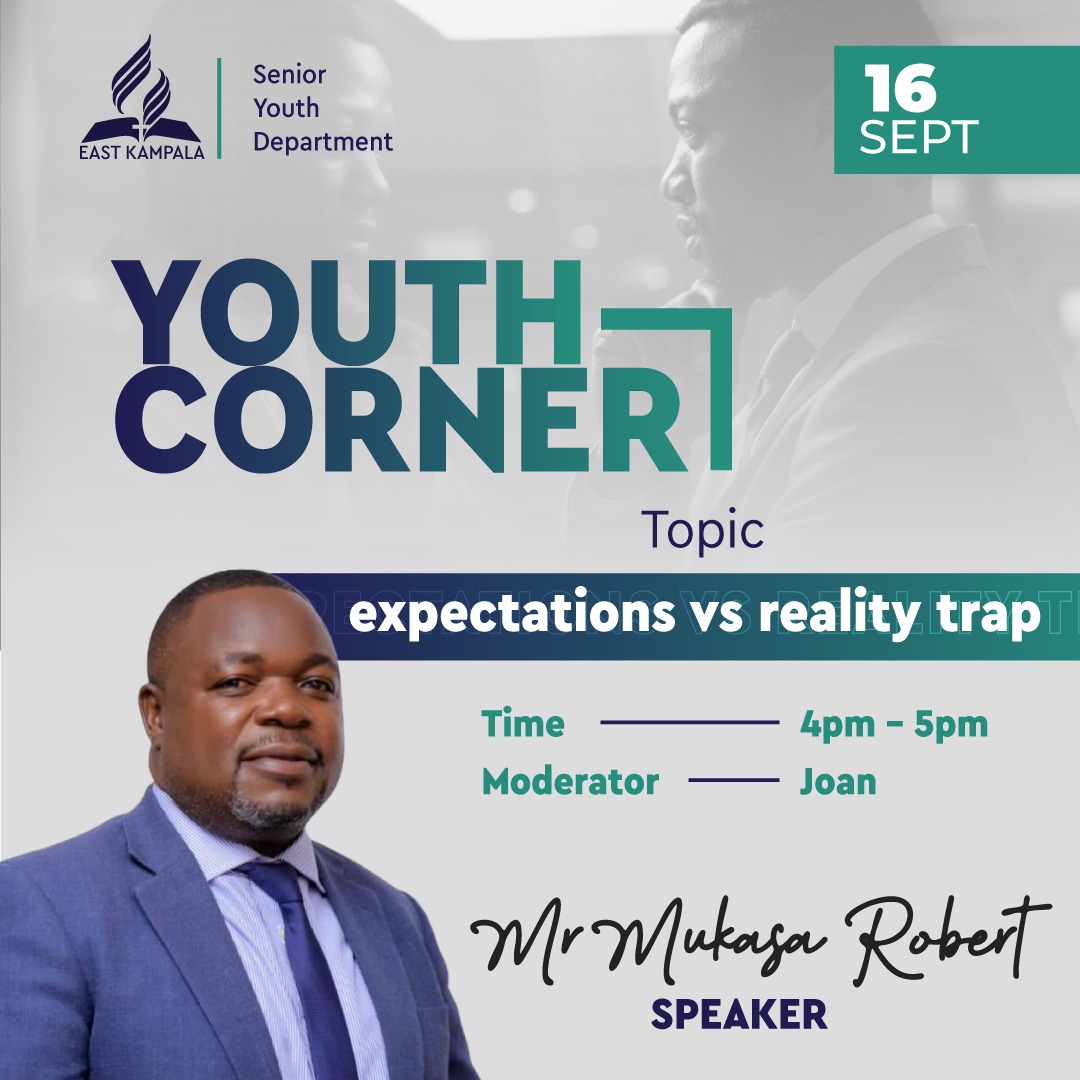 EAST KAMPALA
Senior
Youth
Department
16
SEPT
YOUTH
CORNER
Topic
expectations vs reality trap
Time 4pm – 5pm
Moderator Joan
Mr Mukasa Robert
SPEAKER